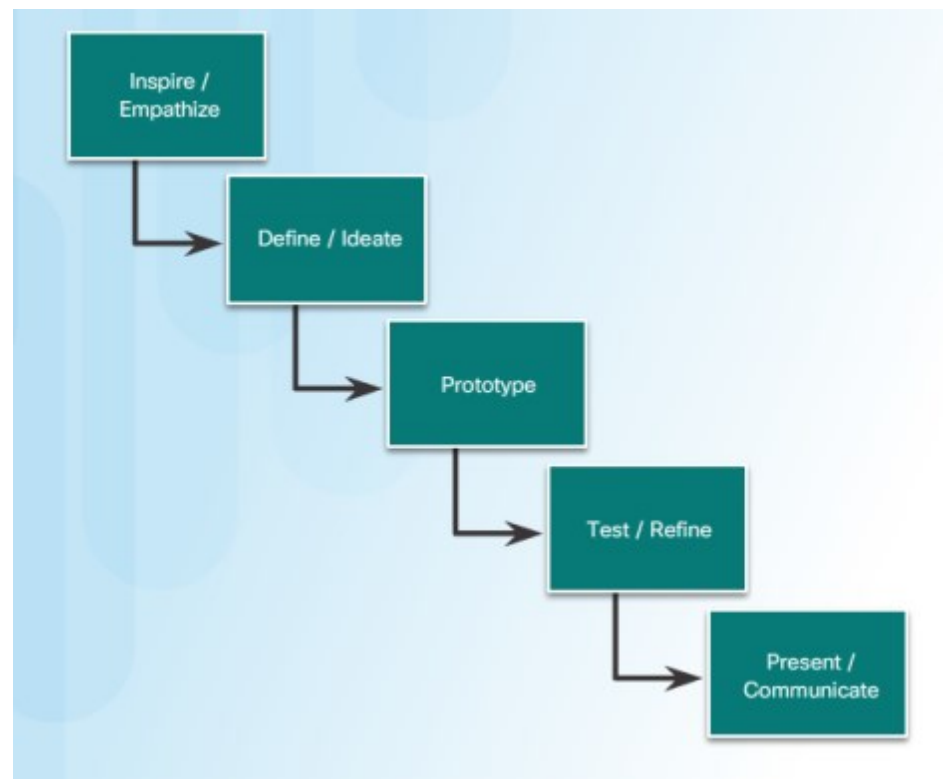 Inspire /
Empathize
Define / Ideate
Prototype
Test / Refine
Present /
Communicate